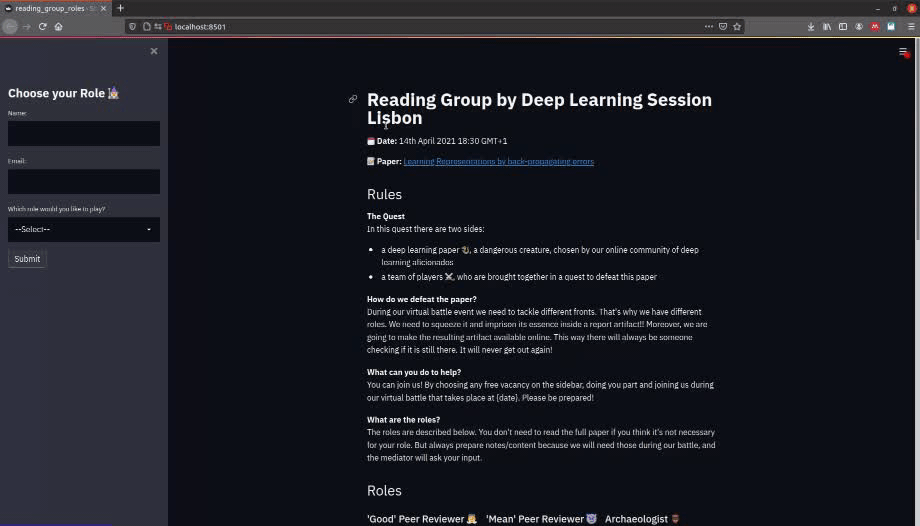 reading_group_roles · St
localhost:8501
Choose your Role
Name:
Email:
Which role would you like to play?
--Select--
Submit
Reading Group by Deep Learning Session
Lisbon
Date: 14th April 2021 18:30 GMT+1
Paper: Learning Representations by back-propagating errors
Rules
The Quest
In this quest there are two sides:
a deep learning paper, a dangerous creature, chosen by our online community of deep
learning aficionados
a team of players, who are brought together in a quest to defeat this paper
How do we defeat the paper?
During our virtual battle event we need to tackle different fronts. That's why we have different
roles. We need to squeeze it and imprison its essence inside a report artifact!! Moreover, we are
going to make the resulting artifact available online. This way there will always be someone
checking if it is still there. It will never get out again!
What can you do to help?
You can join us! By choosing any free vacancy on the sidebar, doing you part and joining us during
our virtual battle that takes place at {date}. Please be prepared!
What are the roles?
The roles are described below. You don't need to read the full paper if you think it's not necessary
for your role. But always prepare notes/content because we will need those during our battle, and
the mediator will ask your input.
Roles
'Good' Peer Reviewer 'Mean' Peer Reviewer Archaeologist